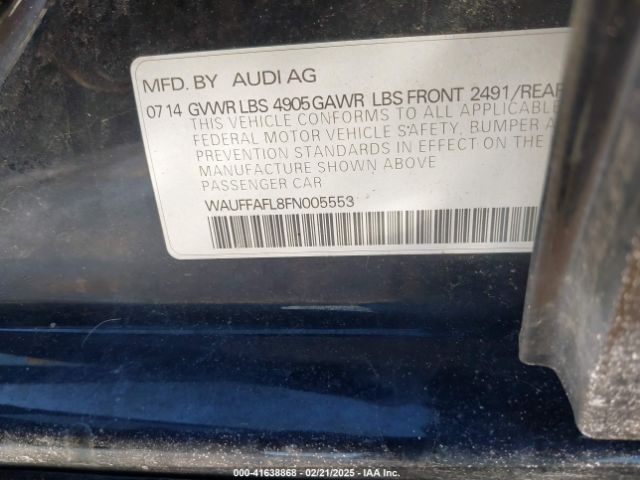 MFD. BY AUDI AG
07 14 GVWR LBS 4905 GAWR LBS FRONT 2491/REAR
THIS VEHICLE CONFORMS TO ALL APPLICABLE
FEDERAL MOTOR VEHICLE SAFETY, BUMPER
PREVENTION STANDARDS IN EFFECT ON THE
MANUFACTURE SHOWN ABOVE
PASSENGER CAR
WAUFFAFL8FN005553
000-41638868 - 02/21/2025 - IAA Inc.